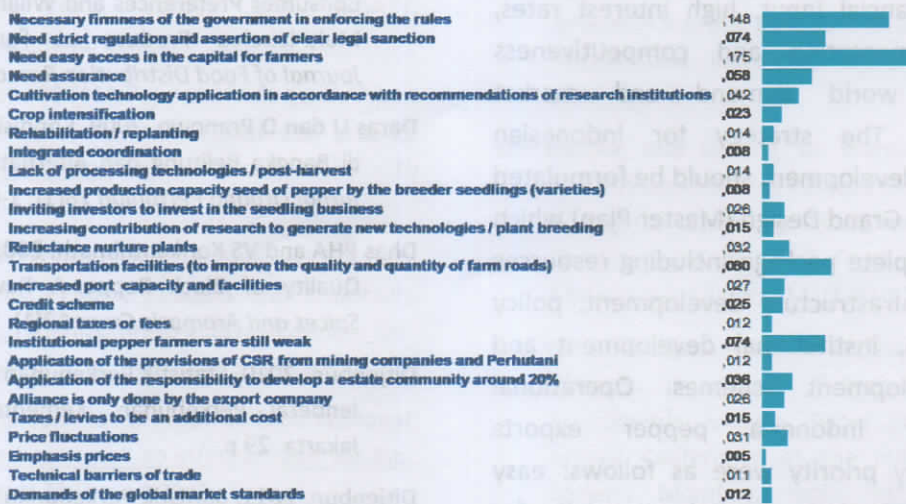 Necessary firmness of the government in enforcing the rules ,148
Need strict regulation and assertion of clear legal sanction ,074
Need easy access in the capital for farmers ,175
Need assurance ,058
Cultivation technology application in accordance with recommendations of research institutions ,042
Crop intensification ,023
Rehabilitation / replanting ,014
Integrated coordination ,008
Lack of processing technologies / post-harvest
Increased production capacity seed of pepper by the breeder seedlings (varieties) ,008
Inviting investors to invest in the seedling business ,026
Increasing contribution of research to generate new technologies / plant breeding ,015
Reluctance nurture plants ,032
Transportation facilities (to improve the quality and quantity of farm roads) ,080
Increased port capacity and facilities ,027
Credit scheme ,025
Regional taxes or fees ,012
Institutional pepper farmers are still weak ,074
Application of the provisions of CSR from mining companies and Perhutani ,012
Application of the responsibility to develop a estate community around 20% ,036
Alliance is only done by the export company ,026
Taxes / levies to be an additional cost ,015
Price fluctuations ,031
Emphasis prices ,005
Technical barriers of trade ,011
Demands of the global market standards ,012